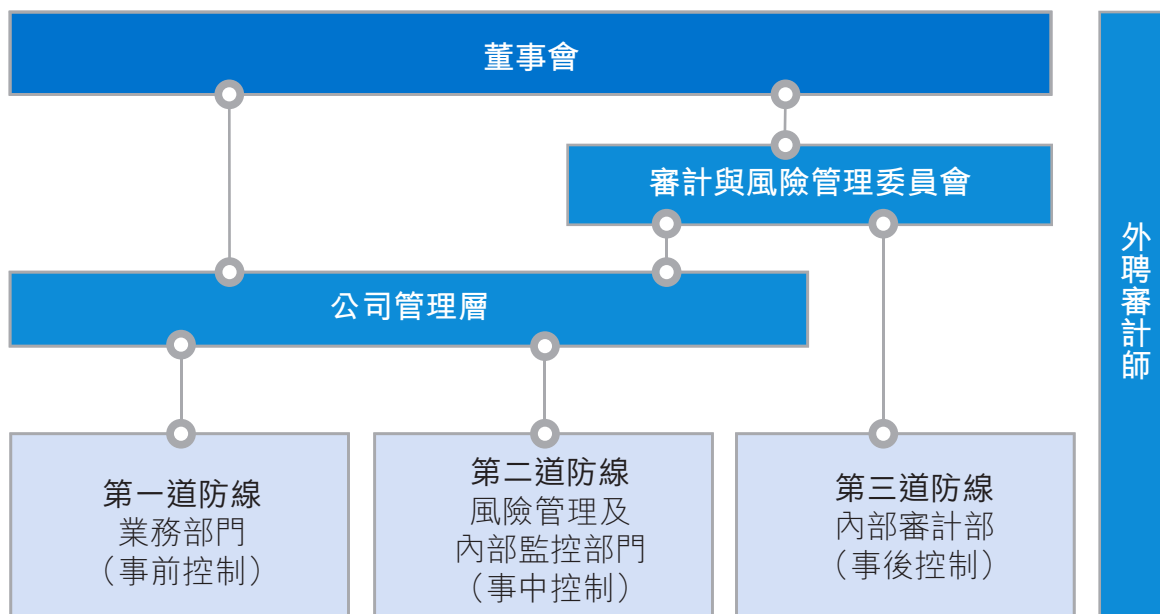 董事會
審計與風險管理委員會
公司管理層
第一道防線
業務部門
（事前控制）
第二道防線
風險管理及
內部監控部門
（事中控制）
第三道防線
內部審計部
（事後控制）
外聘審計師